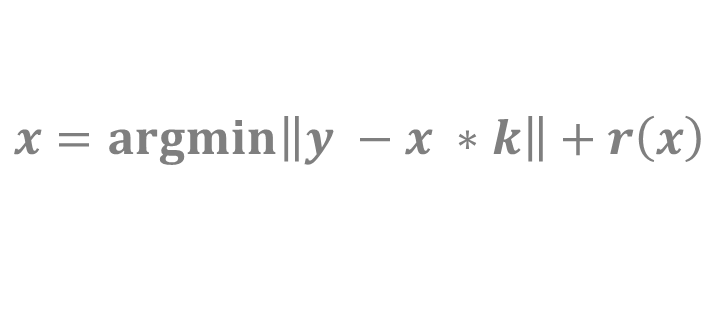 x = argmin‖y − x * k‖ + r(x)